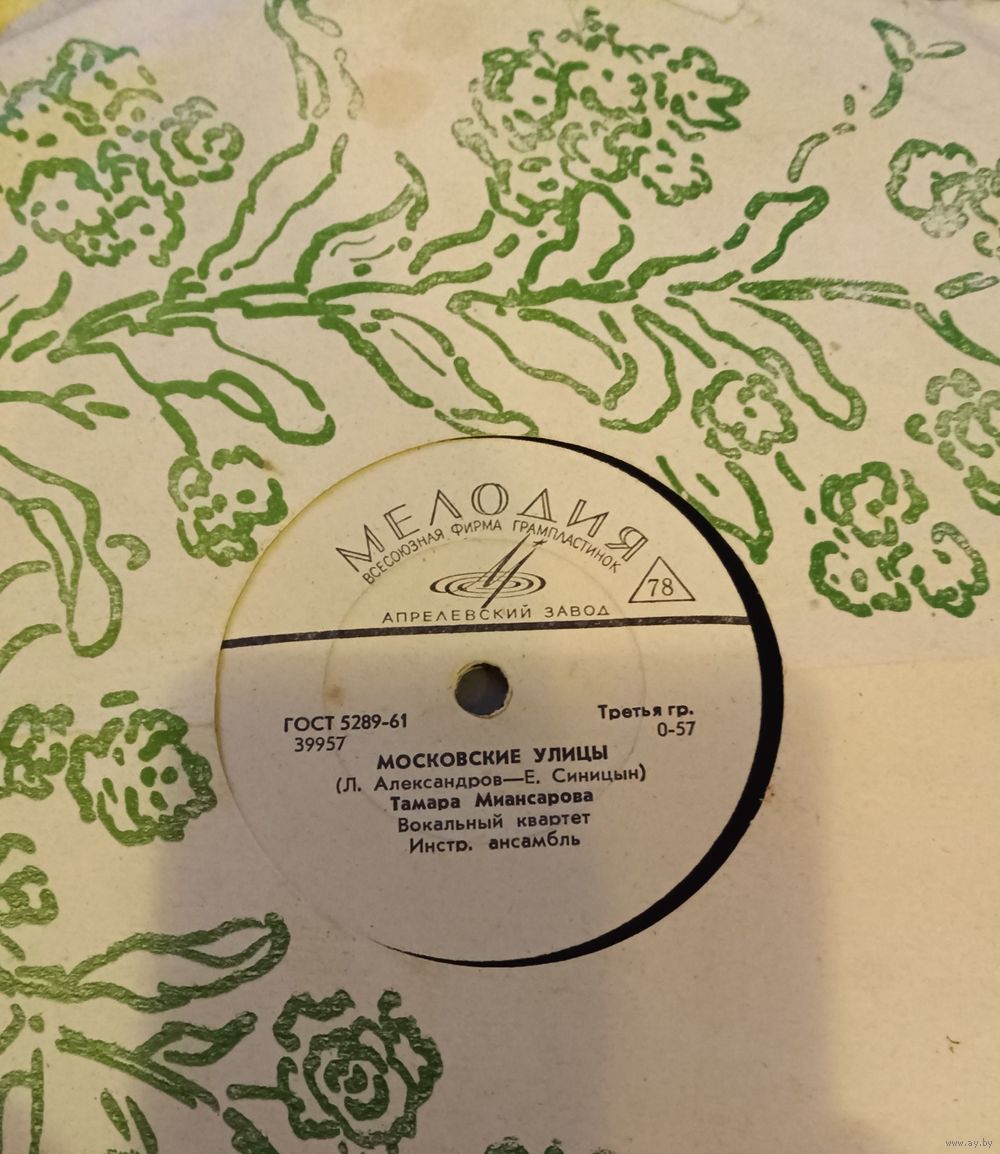 МЕЛОДИЯ
ВСЕСОЮЗНАЯ ФИРМА ГРАМПЛАСТИНОК
78
АПРЕЛЕВСКИЙ ЗАВОД
ГОСТ 5289-61
Третья гр.
39957
0-57
МОСКОВСКИЕ УЛИЦЫ
(Л. Александров—Е. Синицын)
Тамара Миансарова
Вокальный квартет
Инстр. ансамбль
www.ay.by